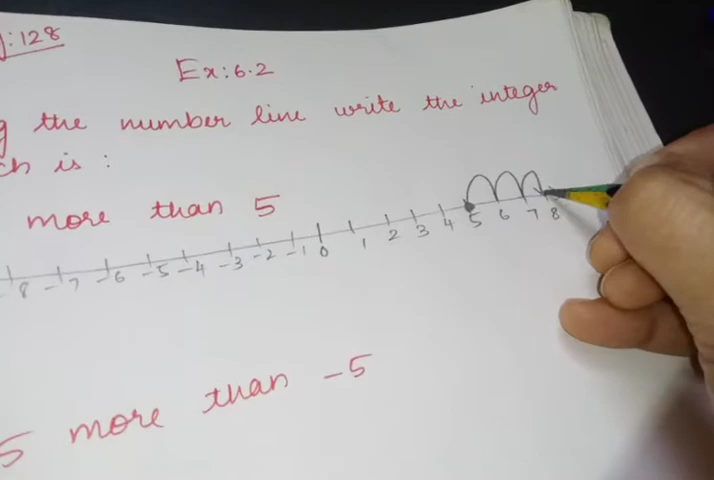 : 128
Ex: 6.2
the number line write the integer
is :
more than 5
-7 -6 -5 -4 -3 -2 -1 0 1 2 3 4 5 6 7 8
5 more than -5